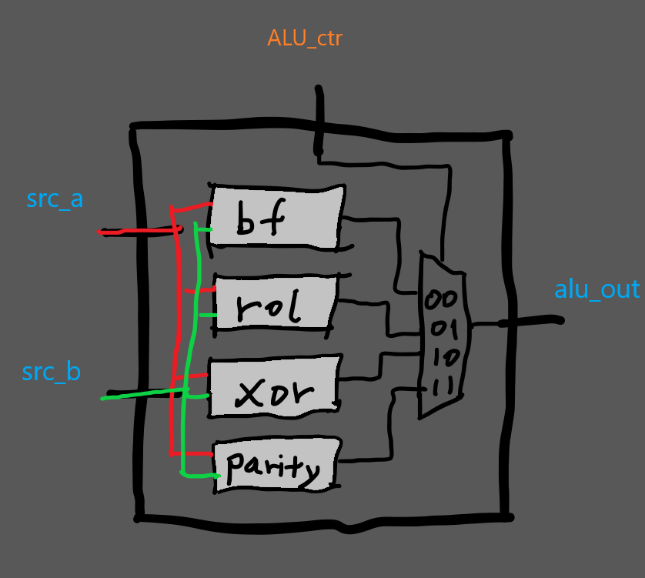 ALU_ctr
src_a
bf
rol
alu_out
00
01
10
11
src_b
xor
parity